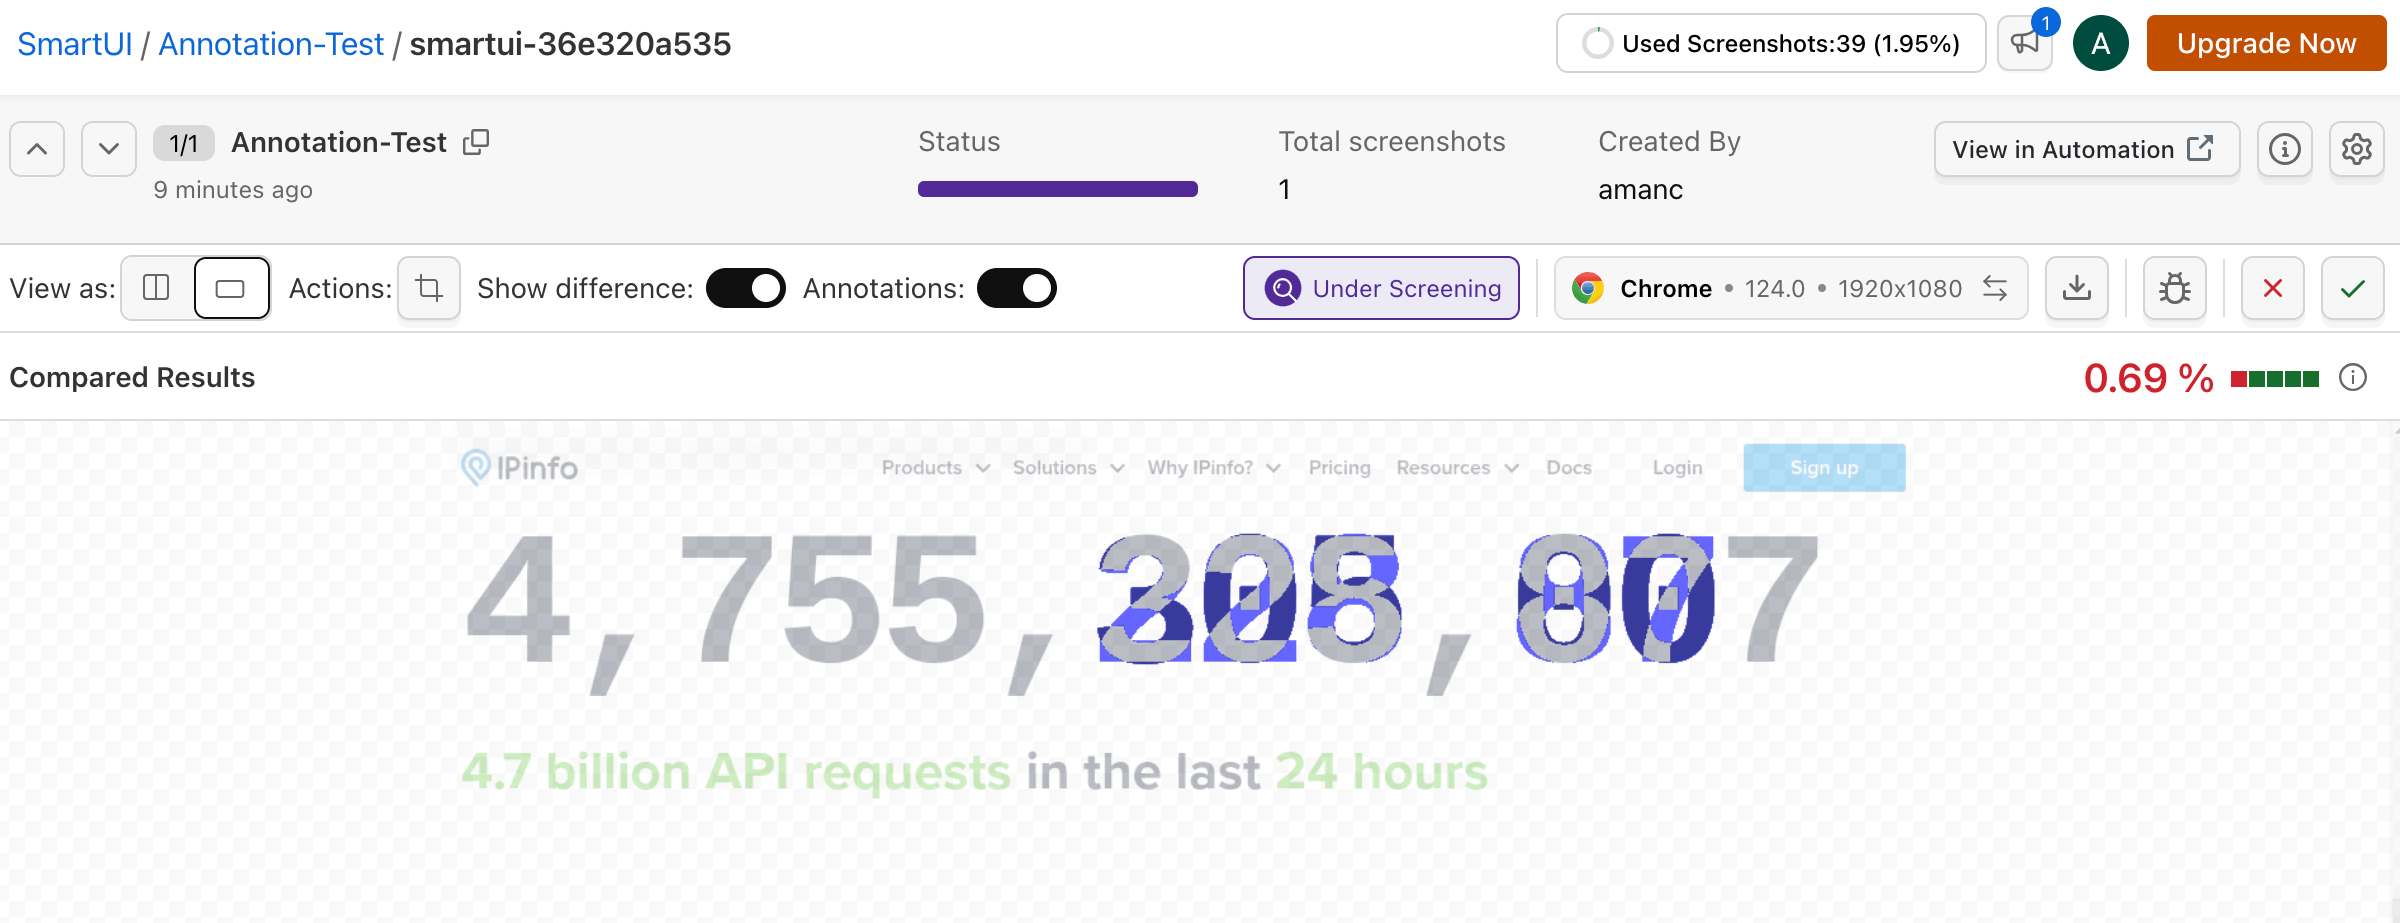 SmartUI / Annotation-Test / smartui-36e320a535
Used Screenshots:39 (1.95%)
1
A
Upgrade Now
1/1 Annotation-Test
9 minutes ago
Status
Total screenshots
1
Created By
amanc
View in Automation
View as:
Actions:
Show difference:
Annotations:
Under Screening
Chrome • 124.0 • 1920x1080
Compared Results
0.69 %
IPinfo
Products
Solutions
Why IPinfo?
Pricing
Resources
Docs
Login
Sign up
4,755,
7
4.7 billion API requests in the last 24 hours